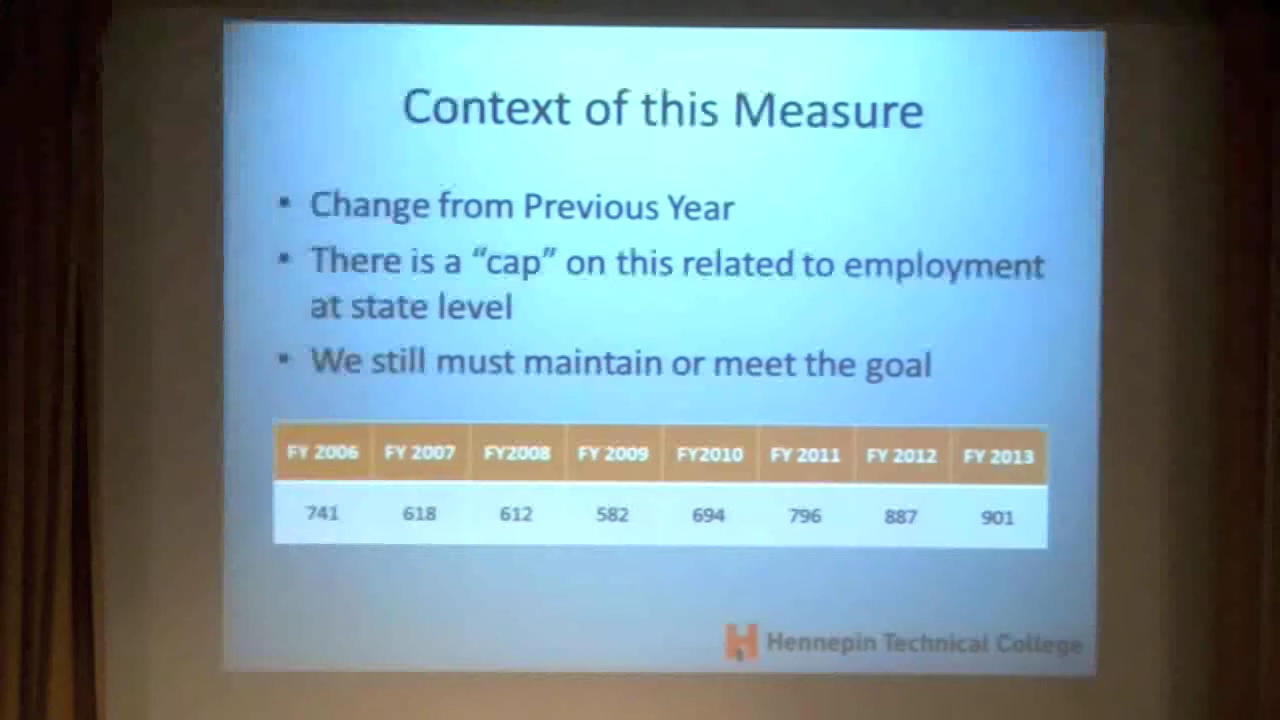 Context of this Measure
▪ Change from Previous Year
▪ There is a “cap” on this related to employment
at state level
▪ We still must maintain or meet the goal
FY 2006 FY 2007 FY2008 FY 2009 FY2010 FY 2011 FY 2012 FY 2013
741 618 612 582 694 796 887 901
Hennepin Technical College